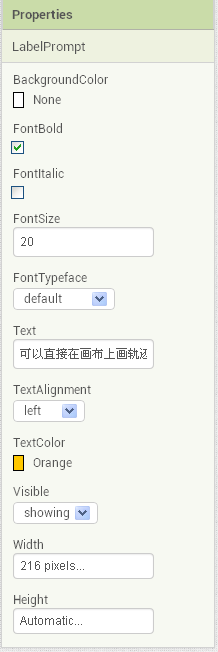 Properties
LabelPrompt
BackgroundColor
None
FontBold
FontItalic
FontSize
20
FontTypeface
default
Text
可以直接在画布上画轨迹
TextAlignment
left
TextColor
Orange
Visible
showing
Width
216 pixels...
Height
Automatic...